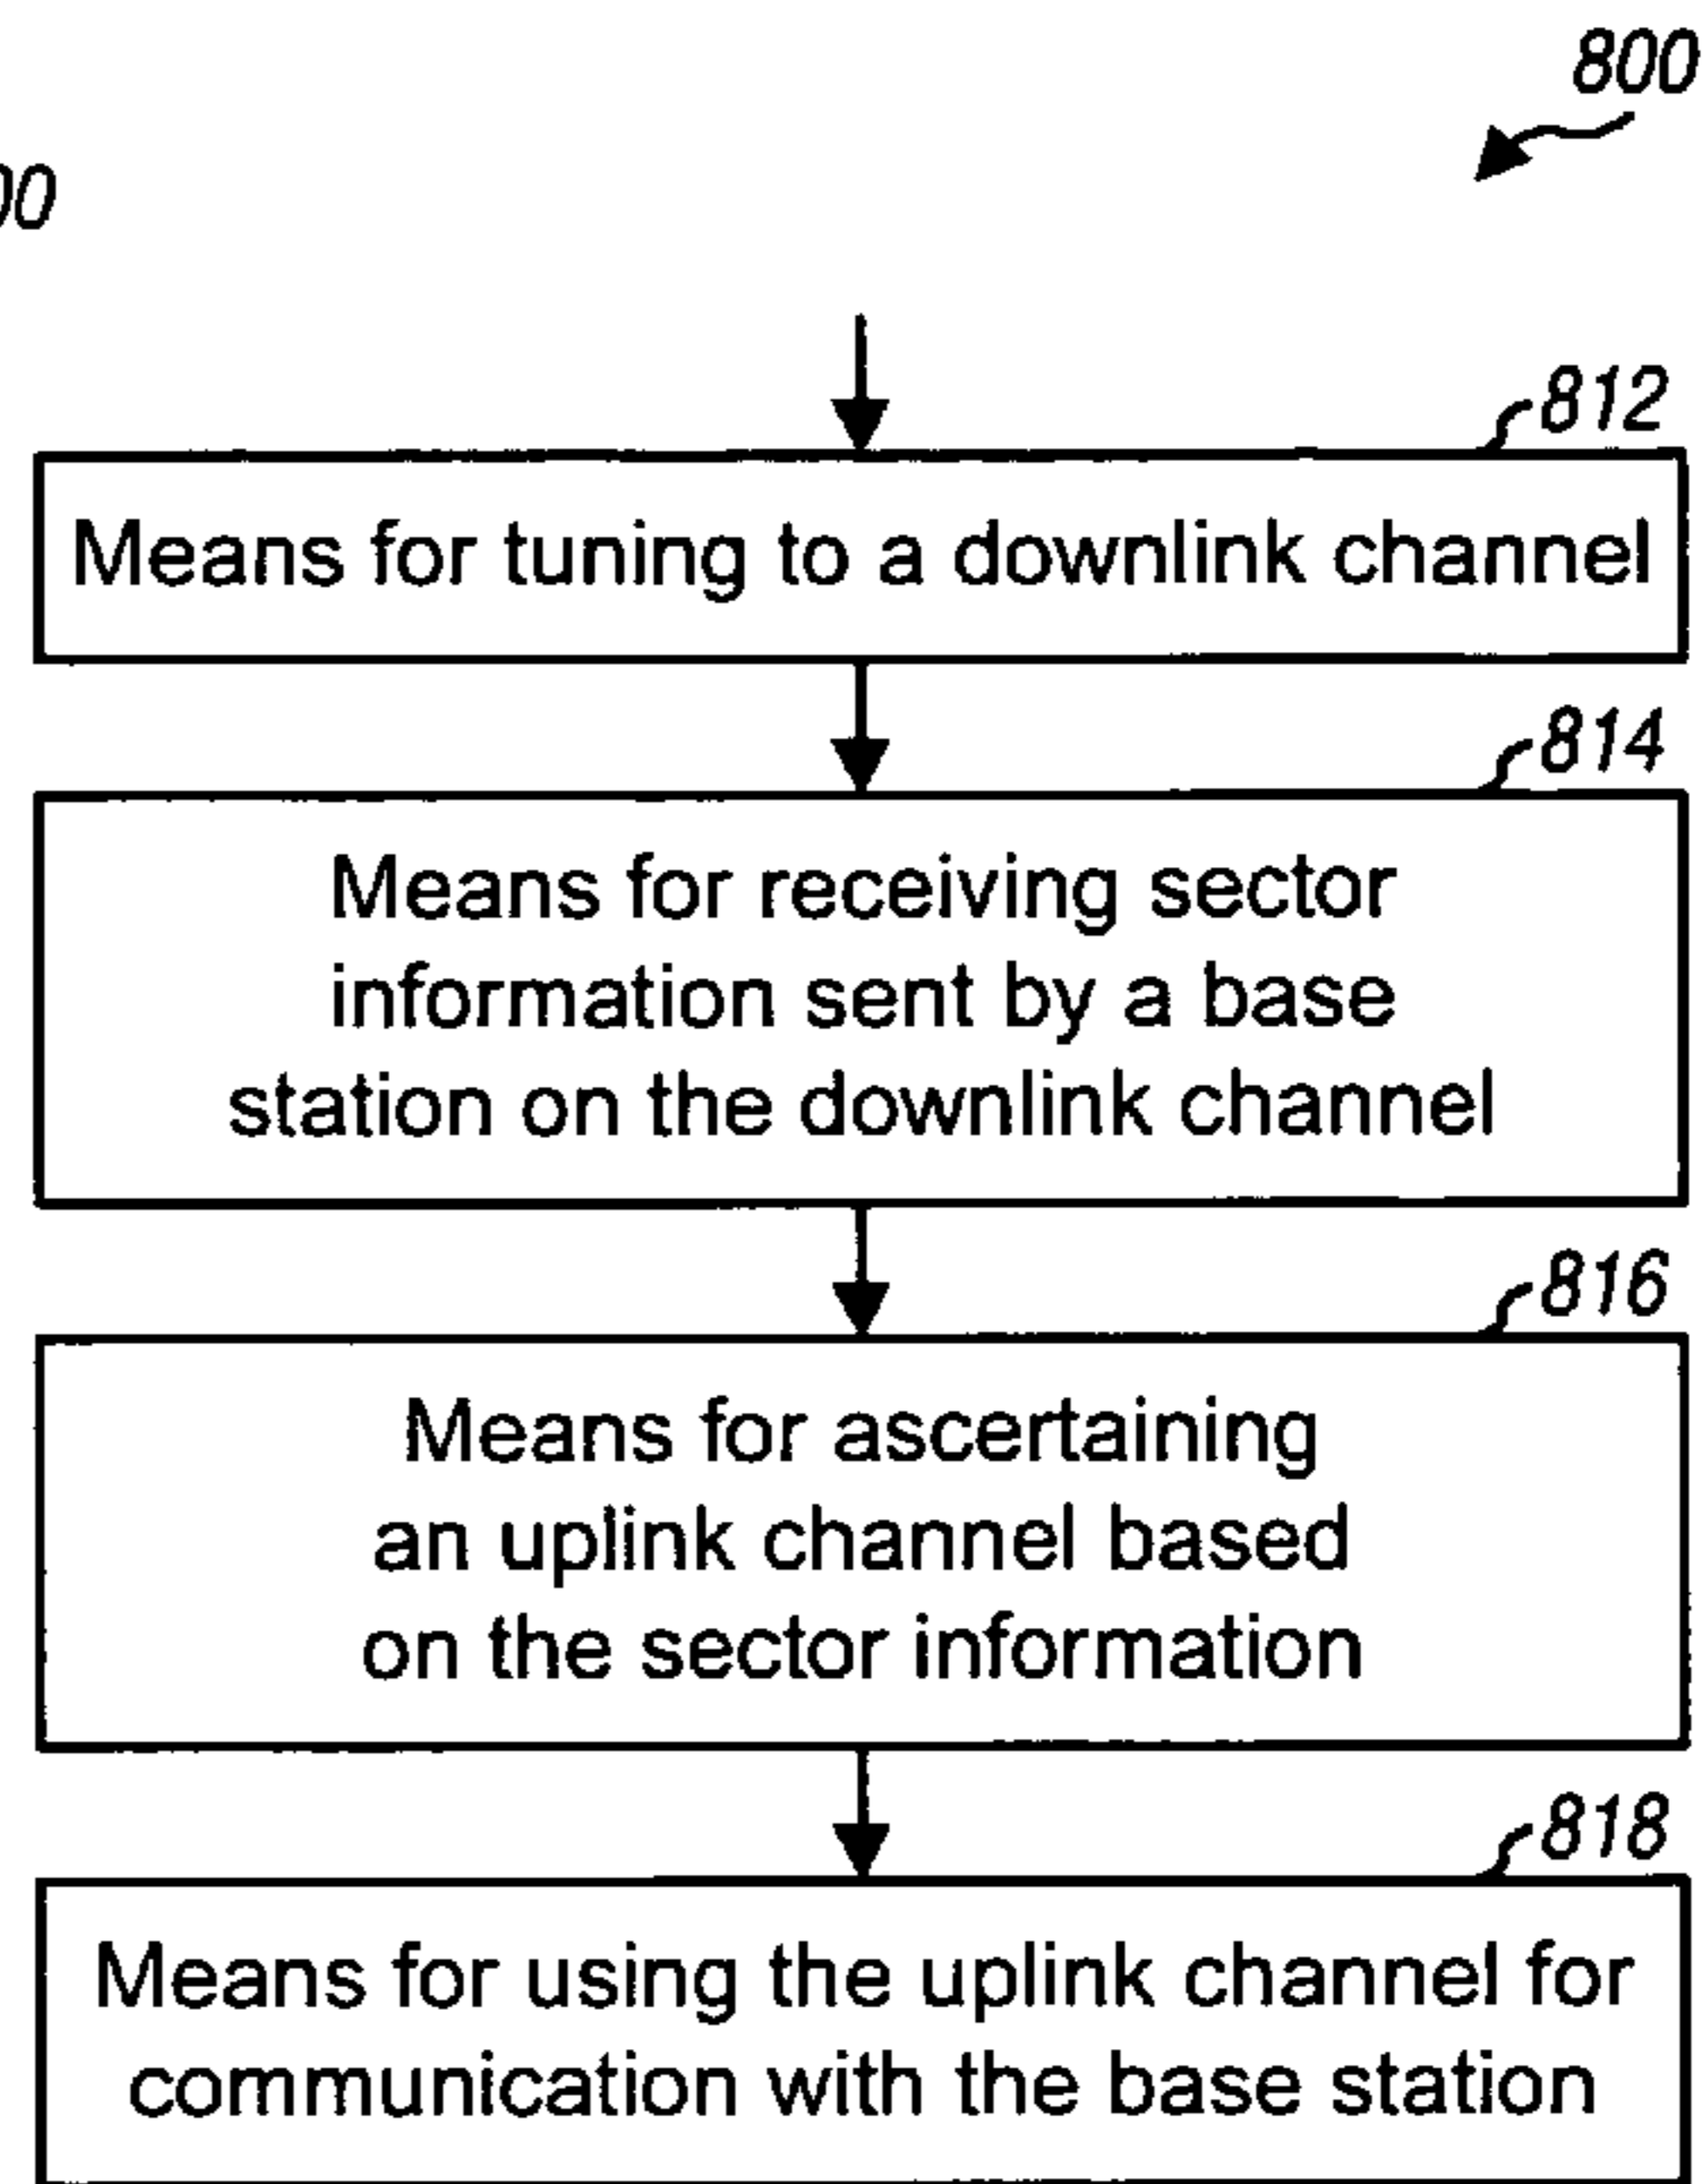 800
00
812
Means for tuning to a downlink channel
814
Means for receiving sector
information sent by a base
station on the downlink channel
816
Means for ascertaining
an uplink channel based
on the sector information
818
Means for using the uplink channel for
communication with the base station